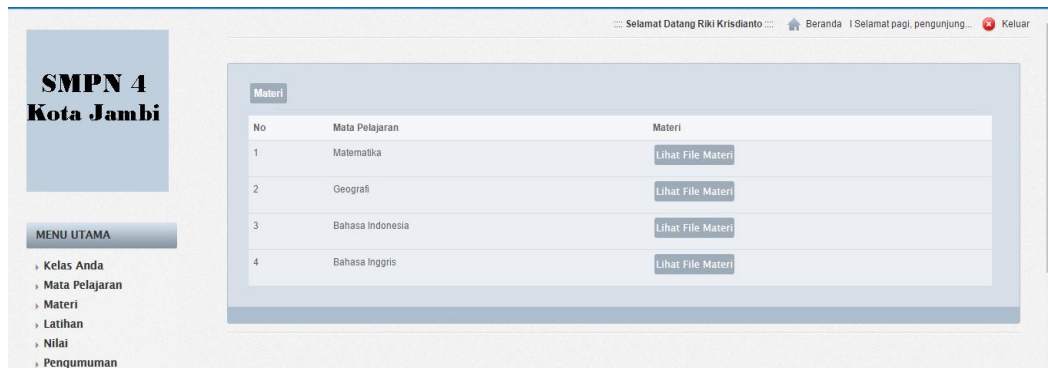 :::: Selamat Datang Riki Krisdianto :::: Beranda I Selamat pagi, pengunjung... Keluar
SMPN 4
Kota Jambi
MENU UTAMA
Kelas Anda
Mata Pelajaran
Materi
Latihan
Nilai
Pengumuman
Materi
No Mata Pelajaran Materi
1 Matematika Lihat File Materi
2 Geografi Lihat File Materi
3 Bahasa Indonesia Lihat File Materi
4 Bahasa Inggris Lihat File Materi